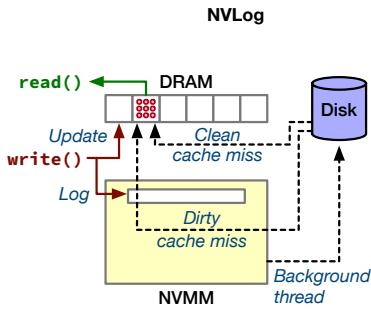 NVLog
read()
DRAM
Disk
Update
Clean
cache miss
write()
Log
Dirty
cache miss
Background
thread
NVMM